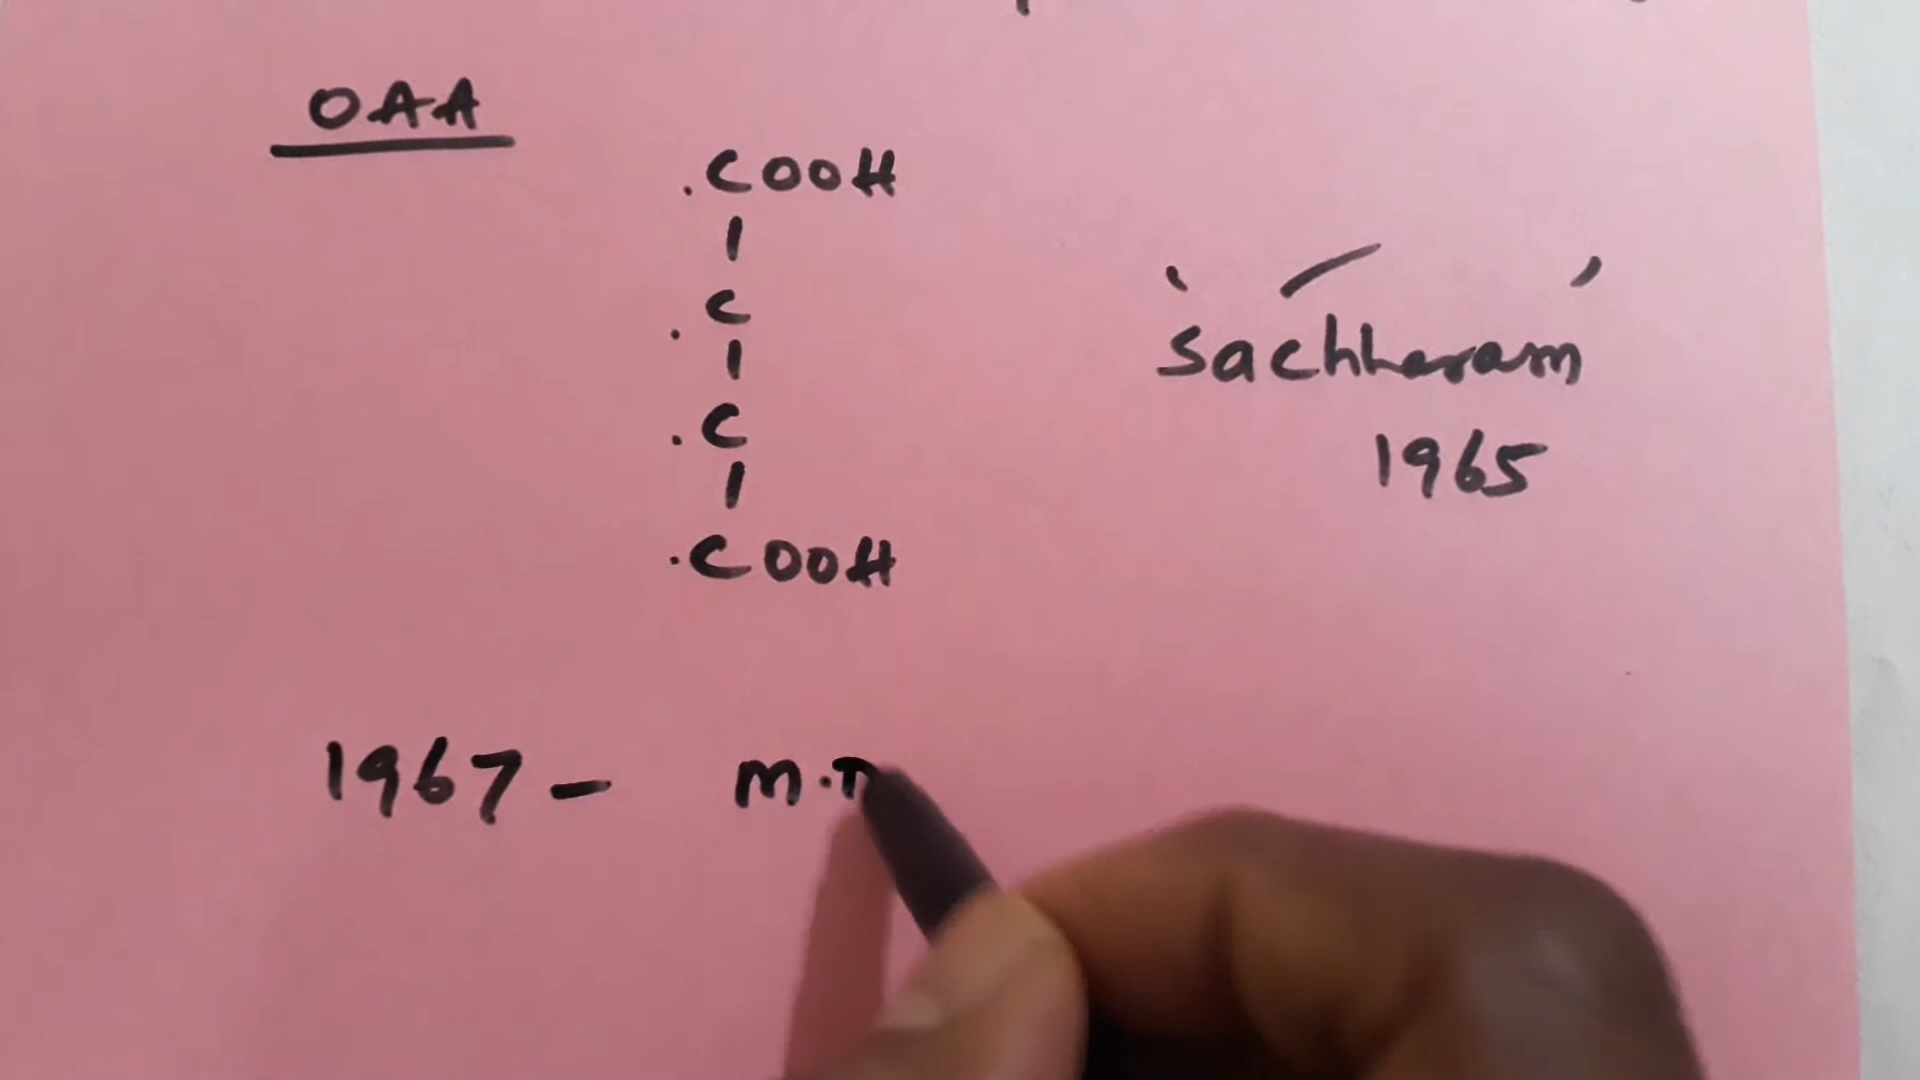 OAA
.COOH
|
.C
|
.C
|
.COOH
'Sachharam'
1965
1967 - M.